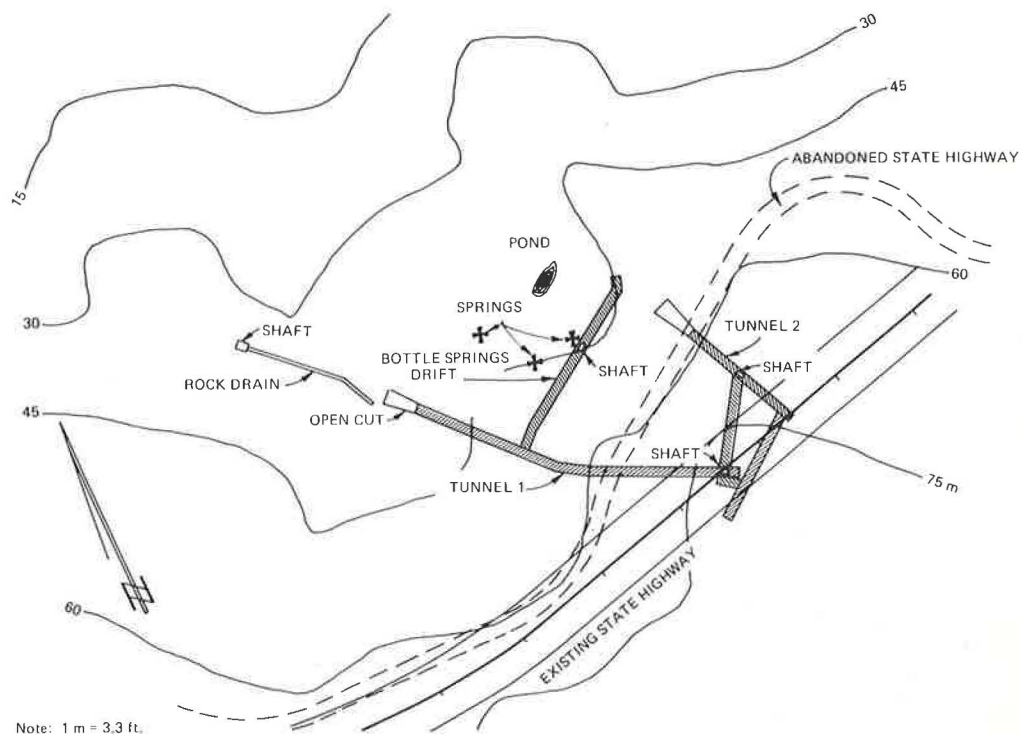 30
45
ABANDONED STATE HIGHWAY
15
POND
60
SPRINGS
30
SHAFT
TUNNEL 2
BOTTLE SPRINGS
DRIFT
SHAFT
SHAFT
ROCK DRAIN
45
OPEN CUT
SHAFT
75 m
TUNNEL 1
EXISTING STATE HIGHWAY
60
Note: 1 m = 3.3 ft.